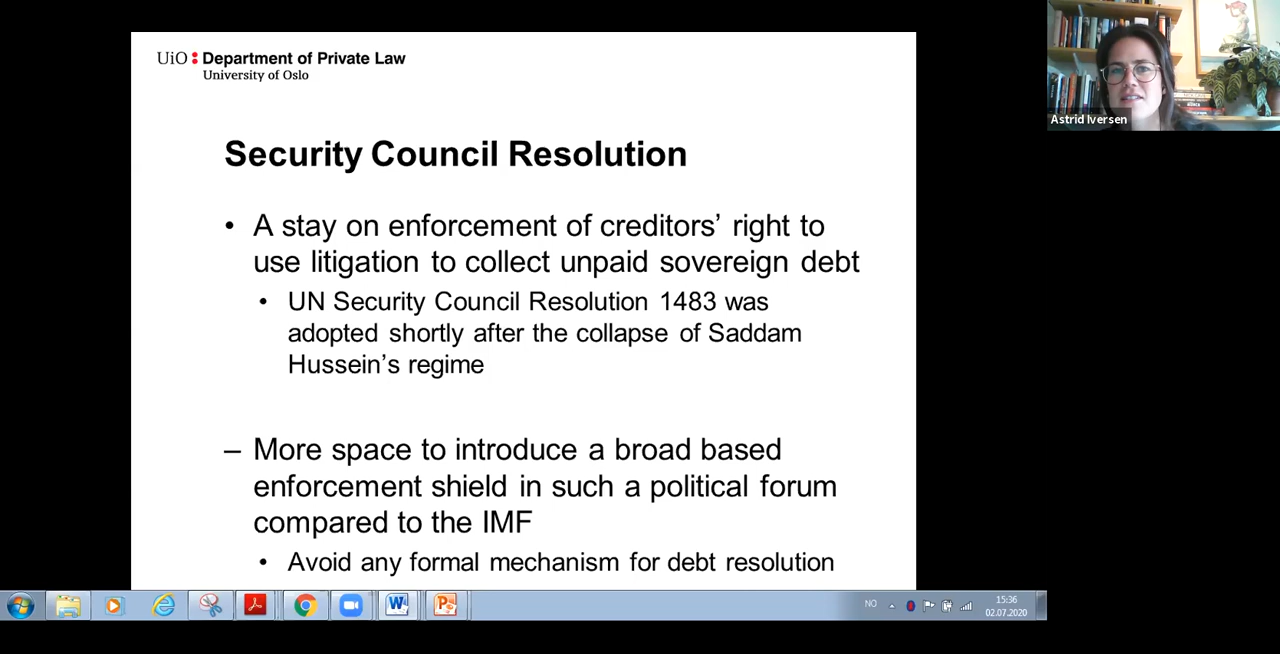 UiO : Department of Private Law
University of Oslo
Security Council Resolution
• A stay on enforcement of creditors’ right to
use litigation to collect unpaid sovereign debt
• UN Security Council Resolution 1483 was
adopted shortly after the collapse of Saddam
Hussein’s regime
– More space to introduce a broad based
enforcement shield in such a political forum
compared to the IMF
• Avoid any formal mechanism for debt resolution
Astrid Iversen
NO
15:36
02.07.2020